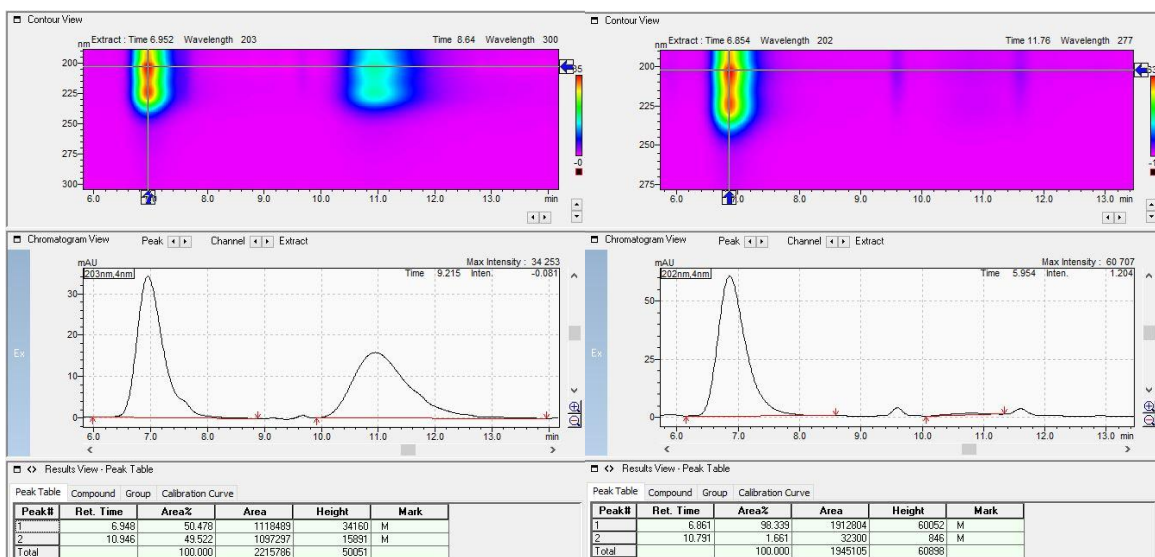 Contour View
Extract : Time 6.952 Wavelength 203 Time 8.64 Wavelength 300
nm
200
225
250
275
300
-0
6.0 8.0 9.0 10.0 11.0 12.0 13.0 min
Chromatogram View Peak Channel Extract
mAU Max Intensity : 34 253
203nm,4nm Time 9.215 Inten. -0.081
30
20
10
0
6.0 7.0 8.0 9.0 10.0 11.0 12.0 13.0 min
Ex
Results View - Peak Table
Peak Table Compound Group Calibration Curve
Peak# Ret. Time Area% Area Height Mark
1 6.948 50.478 1118489 34160 M
2 10.946 49.522 1097297 15891 M
Total 100.000 2215786 50051
Contour View
Extract : Time 6.854 Wavelength 202 Time 11.76 Wavelength 277
nm
200
225
250
275
6.0 8.0 9.0 10.0 11.0 12.0 13.0 min
Chromatogram View Peak Channel Extract
mAU Max Intensity : 60 707
202nm,4nm Time 5.954 Inten. 1.204
50
25
0
6.0 7.0 8.0 9.0 10.0 11.0 12.0 13.0 min
Ex
Results View - Peak Table
Peak Table Compound Group Calibration Curve
Peak# Ret. Time Area% Area Height Mark
1 6.861 98.339 1912804 60052 M
2 10.791 1.661 32300 846 M
Total 100.000 1945105 60898